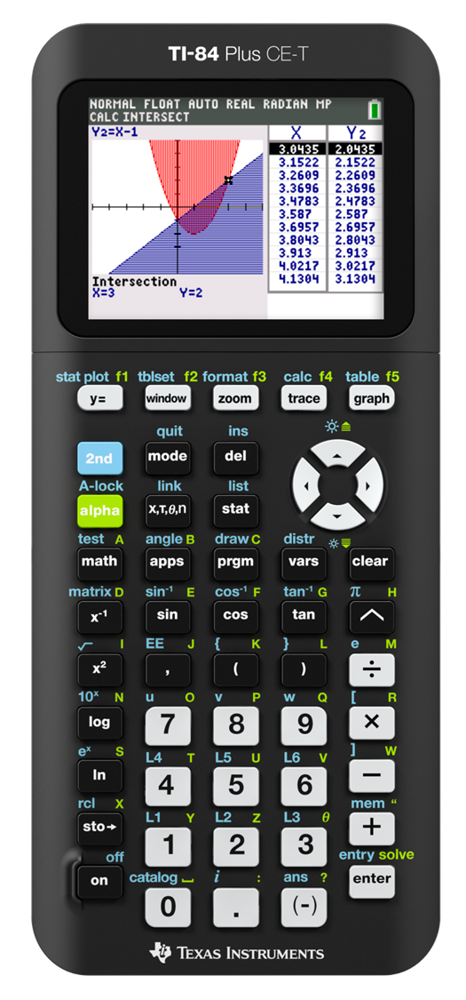 TI-84 Plus CE-T
NORMAL FLOAT AUTO REAL RADIAN MP
CALC INTERSECT
Y2=X-1
X Y2
3.0435 2.0435
3.1522 2.1522
3.2609 2.2609
3.3696 2.3696
3.4783 2.4783
3.587 2.587
3.6957 2.6957
3.8043 2.8043
3.913 2.913
4.0217 3.0217
4.1304 3.1304
Intersection
X=3 Y=2
stat plot f1 tblset f2 format f3 calc f4 table f5
y= window zoom trace graph
quit ins
2nd mode del
A-lock link list
alpha X,T,θ,n stat
test A angle B draw C distr
math apps prgm vars clear
matrix D sin⁻¹ E cos⁻¹ F tan⁻¹ G π H
x⁻¹ sin cos tan ^
√ I EE J { K } L e M
x² , ( ) ÷
10ˣ N u O v P w Q [ R
log 7 8 9 ×
eˣ S L4 T L5 U L6 V ] W
ln 4 5 6 −
rcl X L1 Y L2 Z L3 θ mem “
sto→ 1 2 3 +
off catalog ⎵ i : ans ? entry solve
on 0 . (-) enter
TEXAS INSTRUMENTS